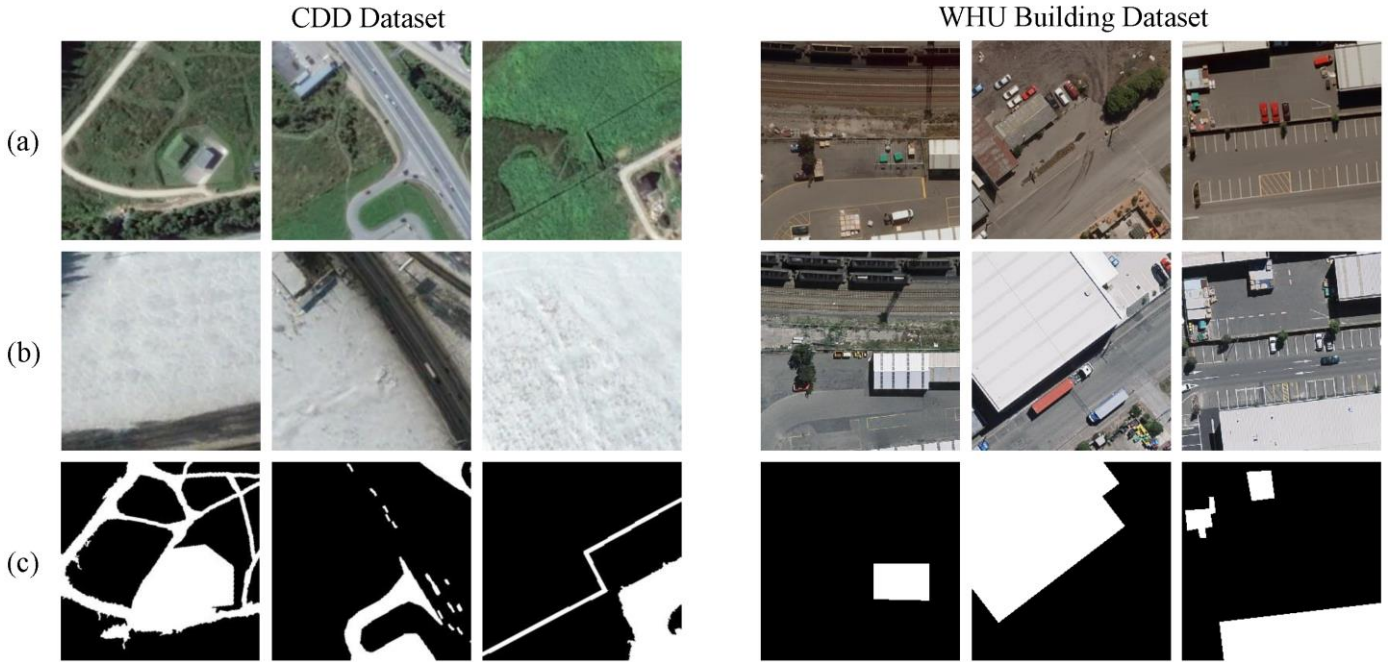 CDD Dataset
WHU Building Dataset
(a)
(b)
(c)